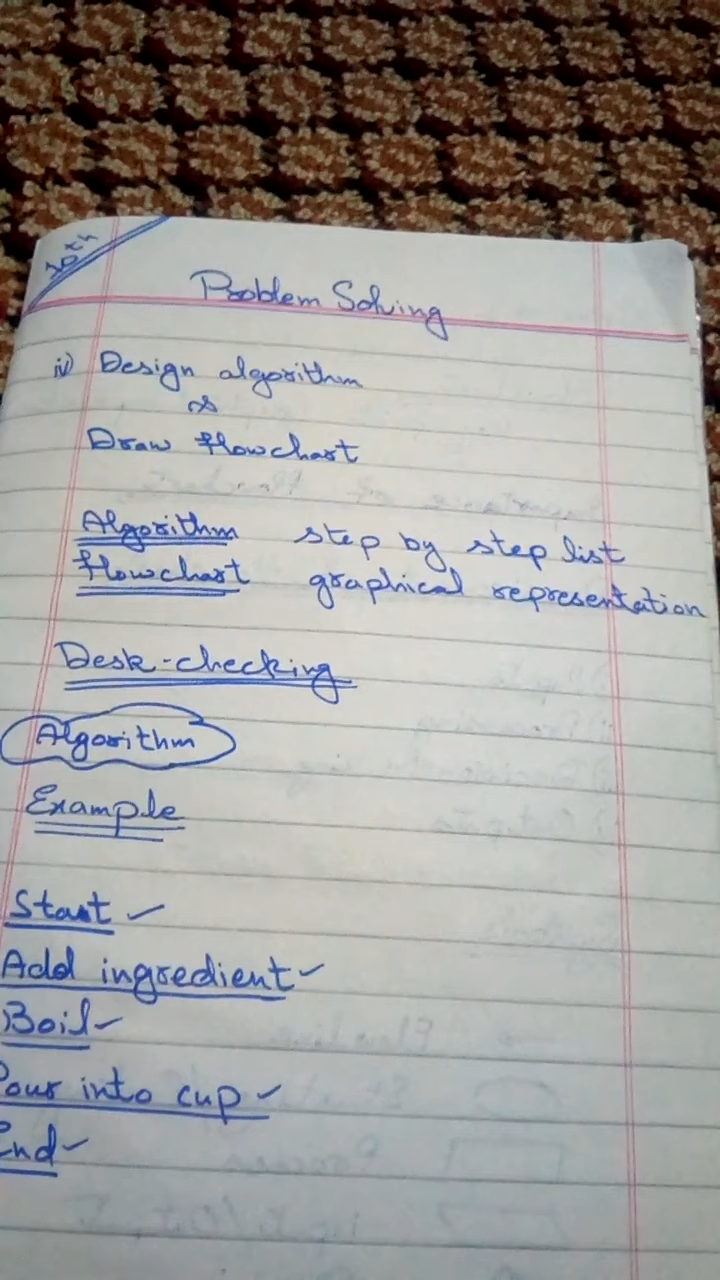 10th
Problem Solving
iv) Design algorithm
or
Draw flowchart
Algorithm step by step list
flowchart graphical representation
Desk-checking
Algorithm
Example
Start
Add ingredient
Boil
Pour into cup
End